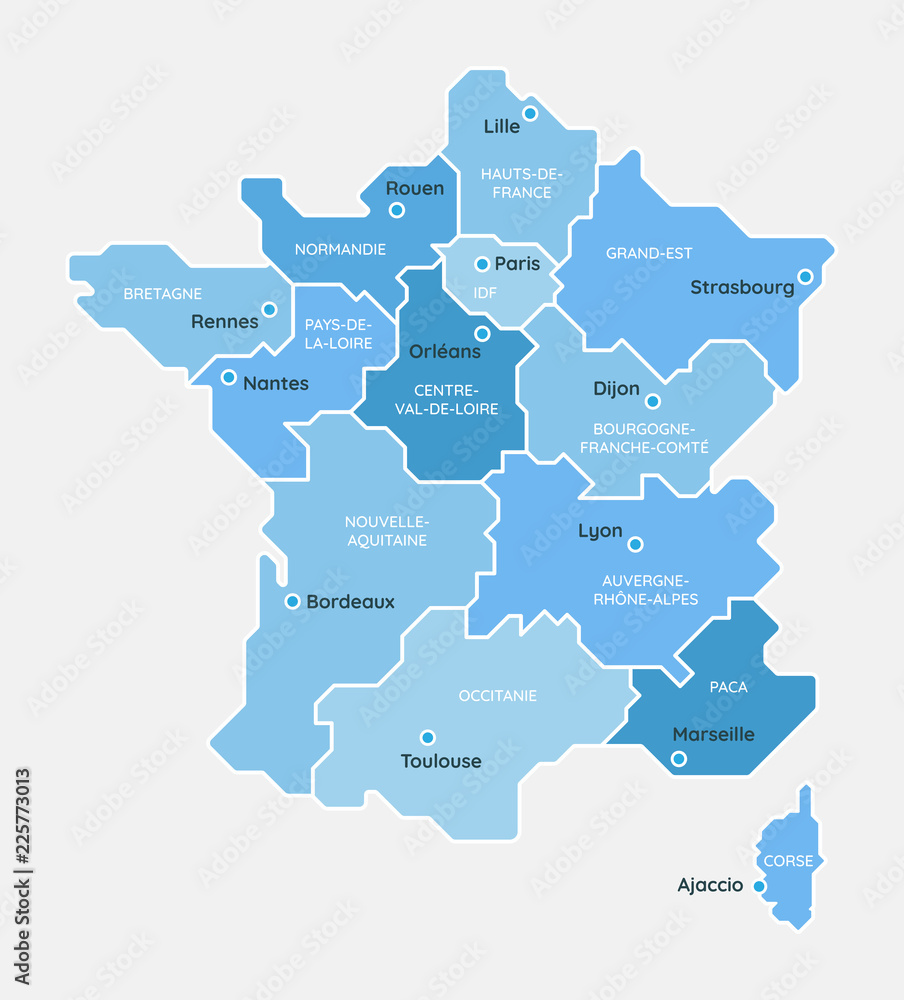 Lille
HAUTS-DE-
FRANCE
Rouen
NORMANDIE
Paris
IDF
GRAND-EST
Strasbourg
BRETAGNE
Rennes
PAYS-DE-
LA-LOIRE
Nantes
Orléans
CENTRE-
VAL-DE-LOIRE
Dijon
BOURGOGNE-
FRANCHE-COMTÉ
NOUVELLE-
AQUITAINE
Bordeaux
Lyon
AUVERGNE-
RHÔNE-ALPES
OCCITANIE
Toulouse
PACA
Marseille
CORSE
Ajaccio
Adobe Stock | #225773013